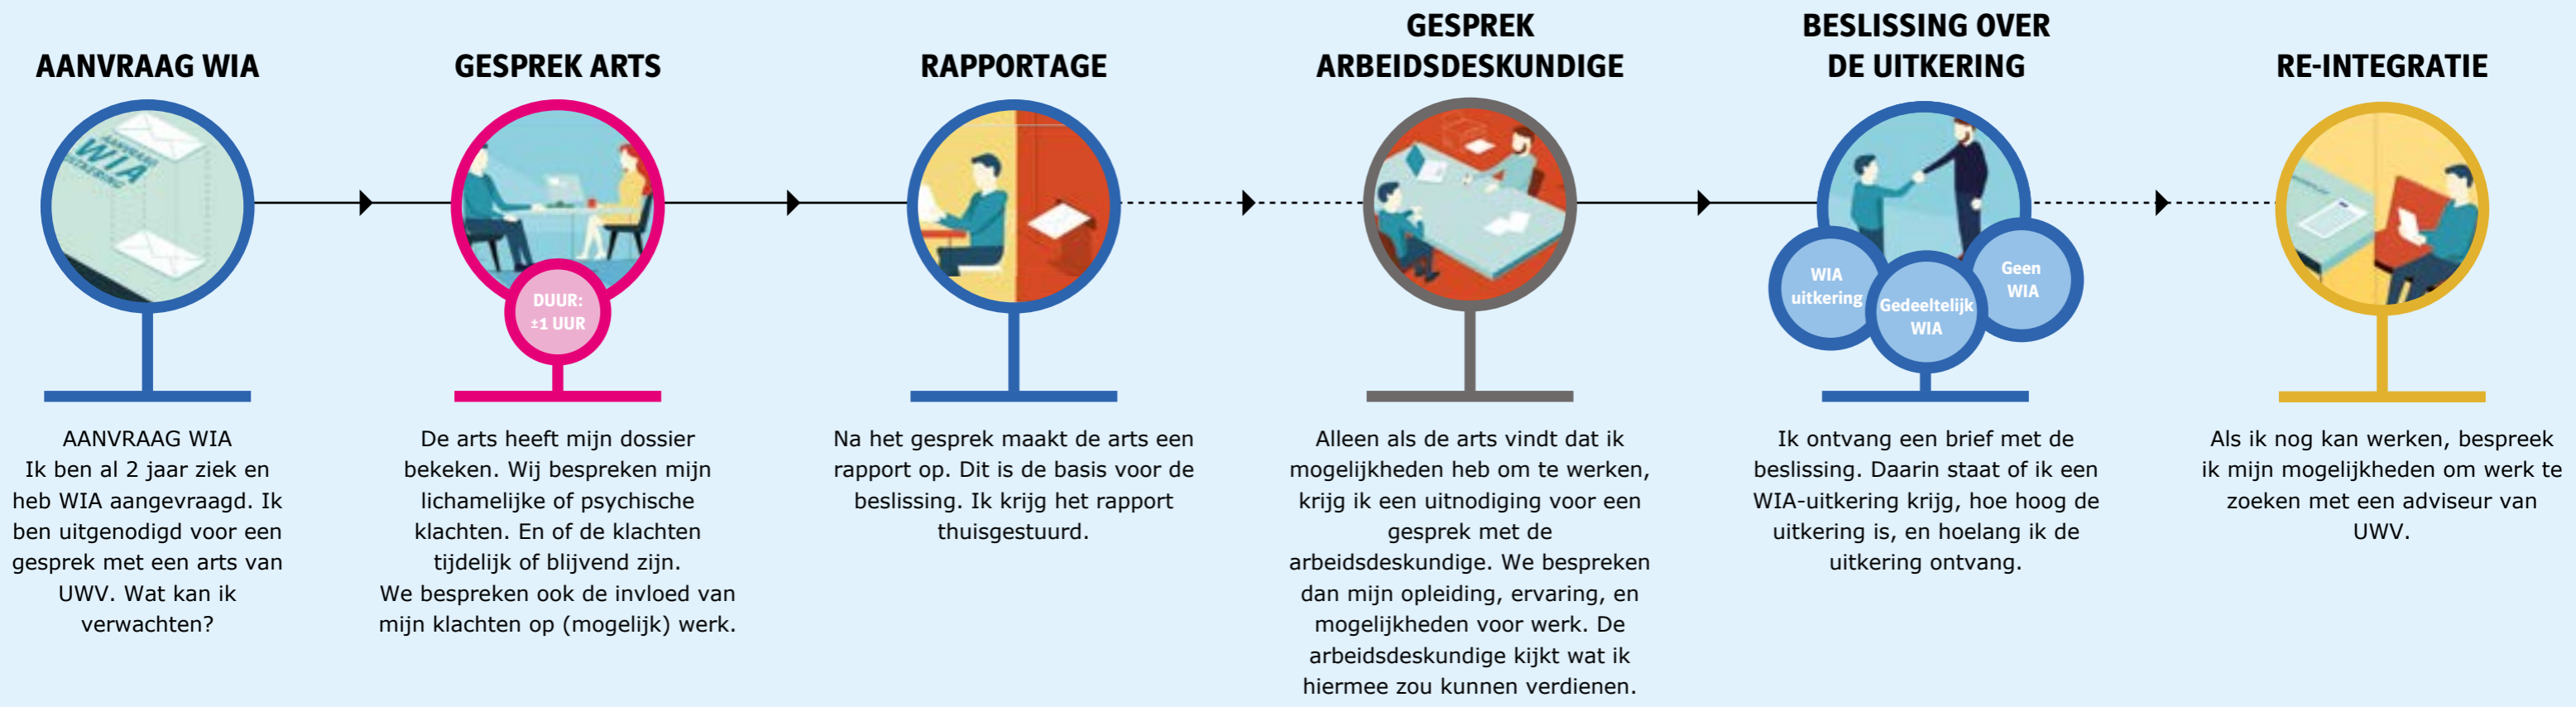 AANVRAAG WIA
AANVRAAG
WIA
UITKERING
AANVRAAG WIA
Ik ben al 2 jaar ziek en
heb WIA aangevraagd. Ik
ben uitgenodigd voor een
gesprek met een arts van
UWV. Wat kan ik
verwachten?
GESPREK ARTS
DUUR:
±1 UUR
De arts heeft mijn dossier
bekeken. Wij bespreken mijn
lichamelijke of psychische
klachten. En of de klachten
tijdelijk of blijvend zijn.
We bespreken ook de invloed van
mijn klachten op (mogelijk) werk.
RAPPORTAGE
Na het gesprek maakt de arts een
rapport op. Dit is de basis voor de
beslissing. Ik krijg het rapport
thuisgestuurd.
GESPREK
ARBEIDSDESKUNDIGE
Alleen als de arts vindt dat ik
mogelijkheden heb om te werken,
krijg ik een uitnodiging voor een
gesprek met de
arbeidsdeskundige. We bespreken
dan mijn opleiding, ervaring, en
mogelijkheden voor werk. De
arbeidsdeskundige kijkt wat ik
hiermee zou kunnen verdienen.
BESLISSING OVER
DE UITKERING
WIA
uitkering
Gedeeltelijk
WIA
Geen
WIA
Ik ontvang een brief met de
beslissing. Daarin staat of ik een
WIA-uitkering krijg, hoe hoog de
uitkering is, en hoelang ik de
uitkering ontvang.
RE-INTEGRATIE
Als ik nog kan werken, bespreek
ik mijn mogelijkheden om werk te
zoeken met een adviseur van
UWV.